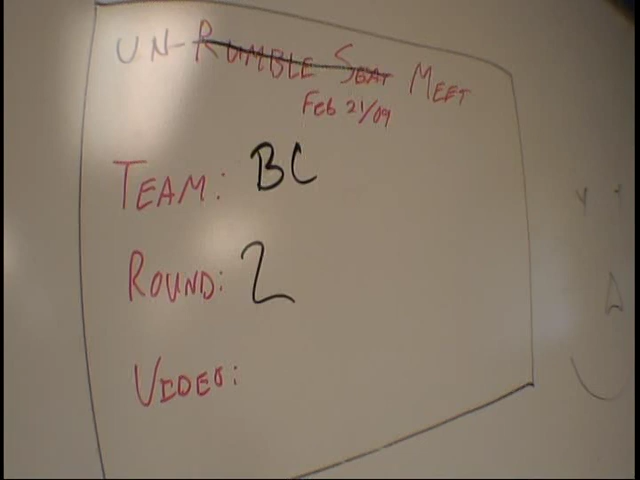 UN-RUMBLE SEAT MEET
Feb 21/09
TEAM: BC
ROUND: 2
VIDEO: